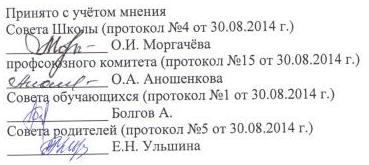 Принято с учётом мнения
Совета Школы (протокол №4 от 30.08.2014 г.)
О.И. Моргачёва
профсоюзного комитета (протокол №15 от 30.08.2014 г.)
О.А. Аношенкова
Совета обучающихся (протокол №1 от 30.08.2014 г.)
Болгов А.
Совета родителей (протокол №5 от 30.08.2014 г.)
Е.Н. Ульшина